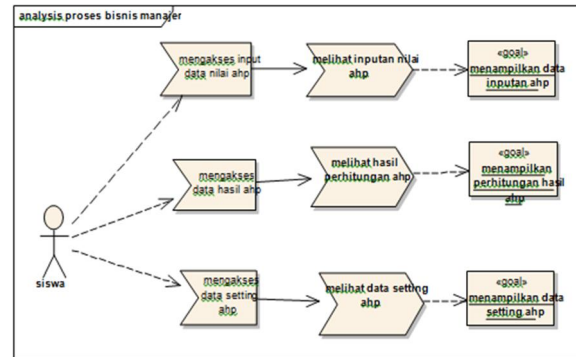 analysis proses bisnis manajer
mengakses input
data nilai ahp
melihat inputan nilai
ahp
«goal»
menampilkan data
inputan ahp
mengakses
data hasil ahp
melihat hasil
perhitungan ahp
«goal»
menampilkan
perhitungan hasil
ahp
siswa
mengakses
data setting
ahp
melihat data setting
ahp
«goal»
menampilkan data
setting ahp